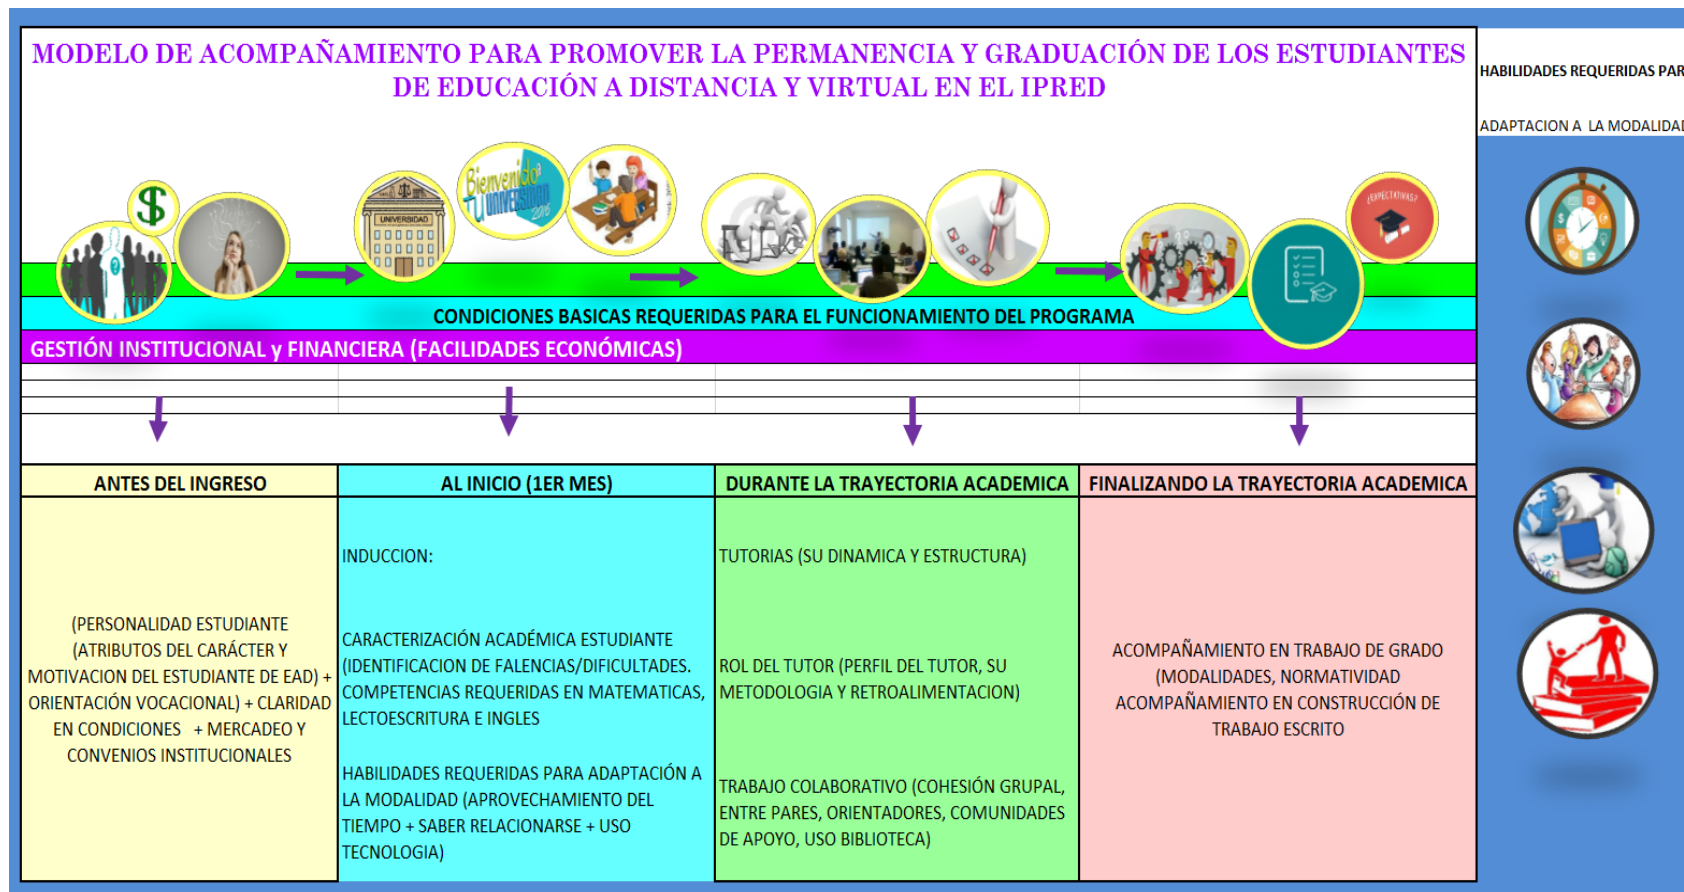 MODELO DE ACOMPAÑAMIENTO PARA PROMOVER LA PERMANENCIA Y GRADUACIÓN DE LOS ESTUDIANTES
DE EDUCACIÓN A DISTANCIA Y VIRTUAL EN EL IPRED
HABILIDADES REQUERIDAS PAR
ADAPTACION A LA MODALIDAD
$
?
UNIVERSIDAD
Bienvenido a
tu UNIVERSIDAD
2016
¿EXPECTATIVAS?
CONDICIONES BASICAS REQUERIDAS PARA EL FUNCIONAMIENTO DEL PROGRAMA
GESTIÓN INSTITUCIONAL y FINANCIERA (FACILIDADES ECONÓMICAS)
ANTES DEL INGRESO
(PERSONALIDAD ESTUDIANTE
(ATRIBUTOS DEL CARÁCTER Y
MOTIVACION DEL ESTUDIANTE DE EAD) +
ORIENTACIÓN VOCACIONAL) + CLARIDAD
EN CONDICIONES + MERCADEO Y
CONVENIOS INSTITUCIONALES
AL INICIO (1ER MES)
INDUCCION:
CARACTERIZACIÓN ACADÉMICA ESTUDIANTE
(IDENTIFICACION DE FALENCIAS/DIFICULTADES.
COMPETENCIAS REQUERIDAS EN MATEMATICAS,
LECTOESCRITURA E INGLES
HABILIDADES REQUERIDAS PARA ADAPTACIÓN A
LA MODALIDAD (APROVECHAMIENTO DEL
TIEMPO + SABER RELACIONARSE + USO
TECNOLOGIA)
DURANTE LA TRAYECTORIA ACADEMICA
TUTORIAS (SU DINAMICA Y ESTRUCTURA)
ROL DEL TUTOR (PERFIL DEL TUTOR, SU
METODOLOGIA Y RETROALIMENTACION)
TRABAJO COLABORATIVO (COHESIÓN GRUPAL,
ENTRE PARES, ORIENTADORES, COMUNIDADES
DE APOYO, USO BIBLIOTECA)
FINALIZANDO LA TRAYECTORIA ACADEMICA
ACOMPAÑAMIENTO EN TRABAJO DE GRADO
(MODALIDADES, NORMATIVIDAD
ACOMPAÑAMIENTO EN CONSTRUCCIÓN DE
TRABAJO ESCRITO